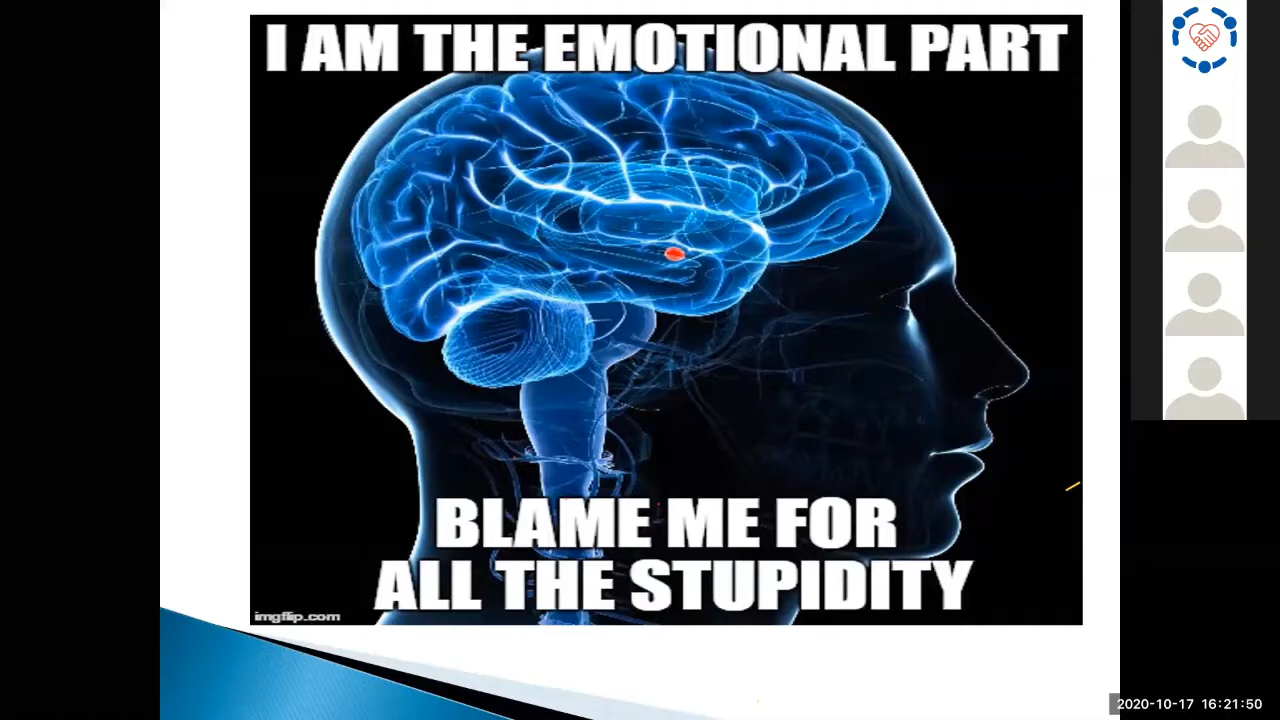 I AM THE EMOTIONAL PART
BLAME ME FOR
ALL THE STUPIDITY
imgflip.com
2020-10-17 16:21:50